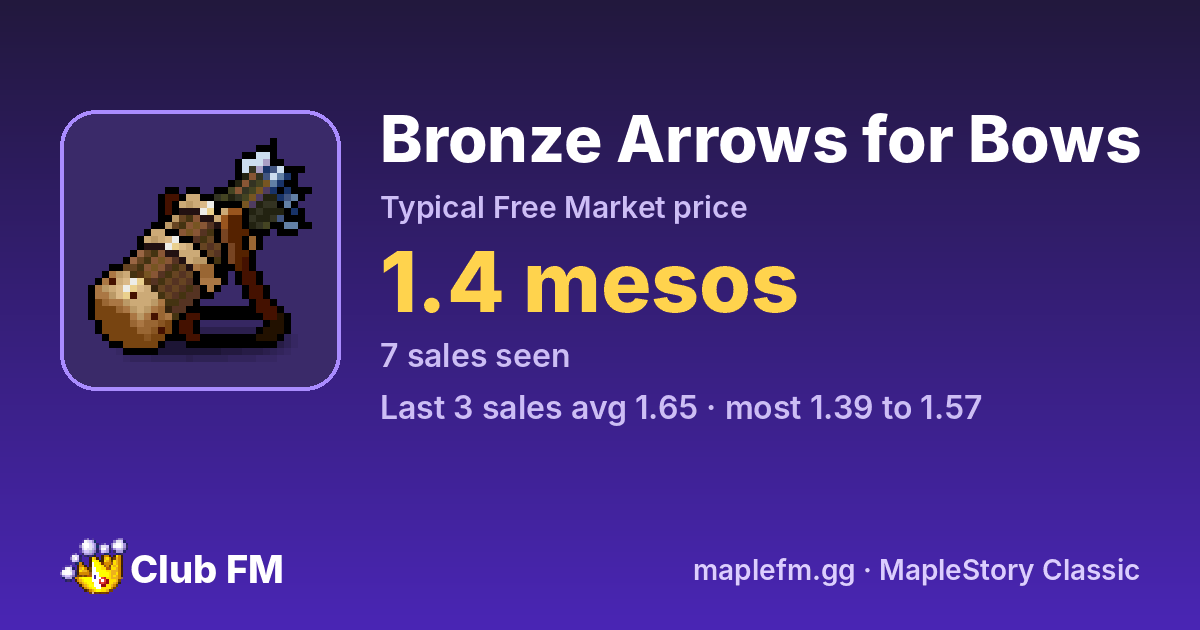 Bronze Arrows for Bows
Typical Free Market price
1.4 mesos
7 sales seen
Last 3 sales avg 1.65 · most 1.39 to 1.57
Club FM
maplefm.gg · MapleStory Classic